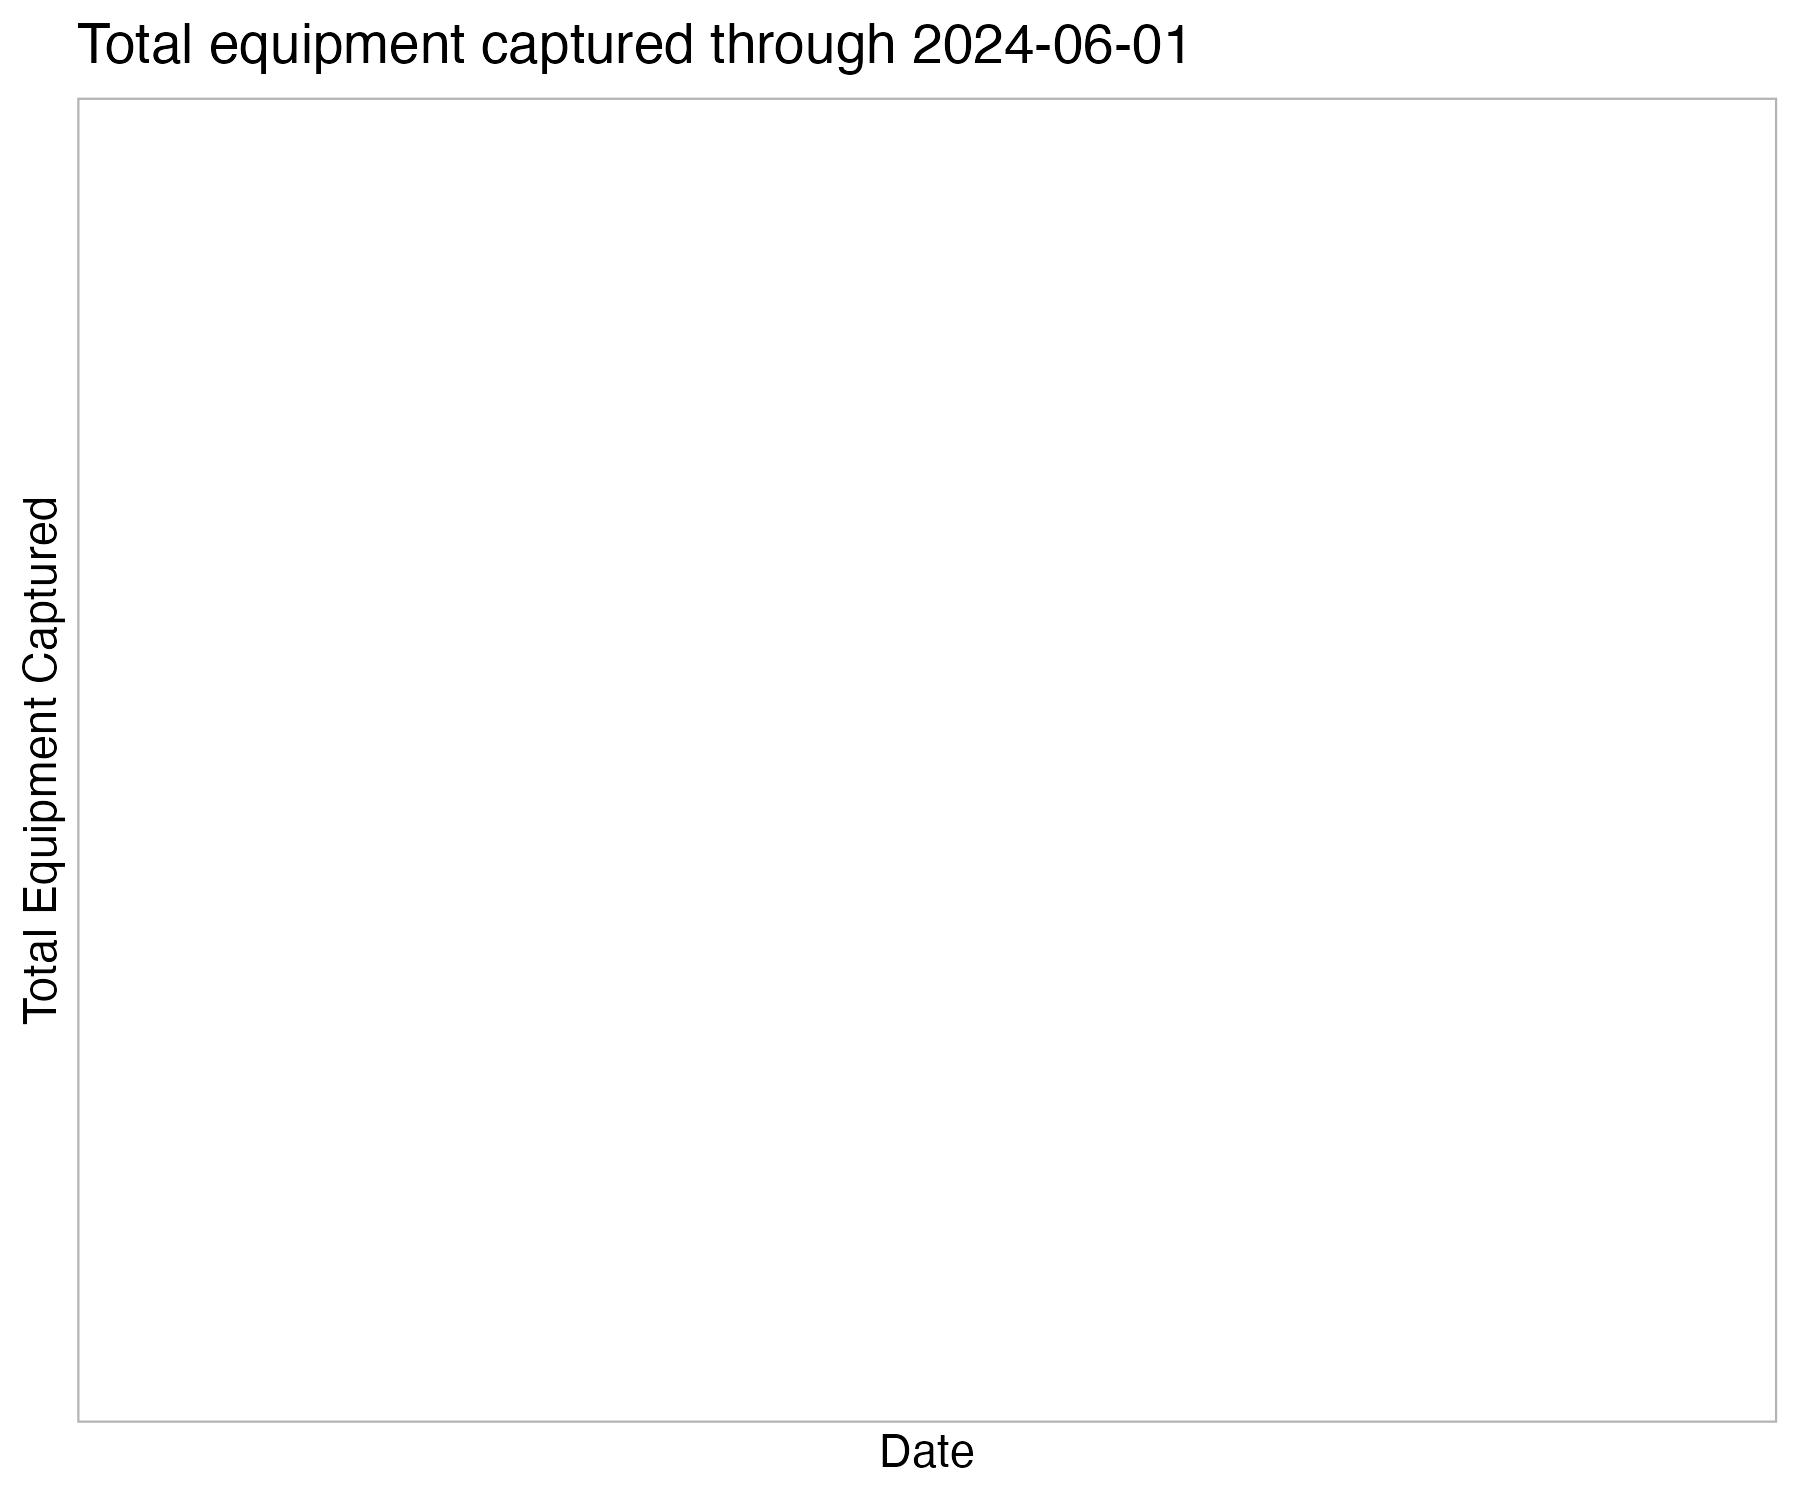 Total equipment captured through 2024-06-01
Total Equipment Captured
Date